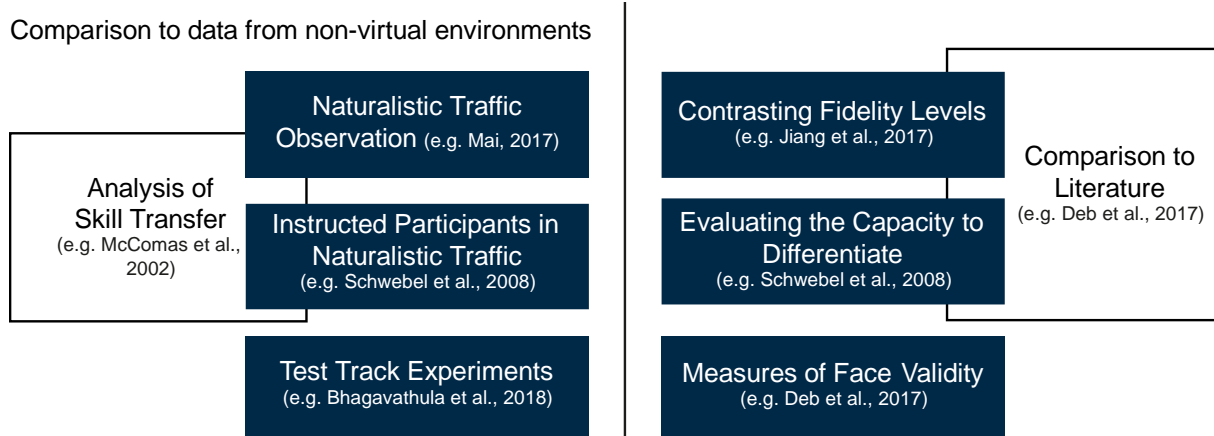 Comparison to data from non-virtual environments
Naturalistic Traffic
Observation (e.g. Mai, 2017)
Analysis of
Skill Transfer
(e.g. McComas et al.,
2002)
Instructed Participants in
Naturalistic Traffic
(e.g. Schwebel et al., 2008)
Test Track Experiments
(e.g. Bhagavathula et al., 2018)
Contrasting Fidelity Levels
(e.g. Jiang et al., 2017)
Comparison to
Literature
(e.g. Deb et al., 2017)
Evaluating the Capacity to
Differentiate
(e.g. Schwebel et al., 2008)
Measures of Face Validity
(e.g. Deb et al., 2017)